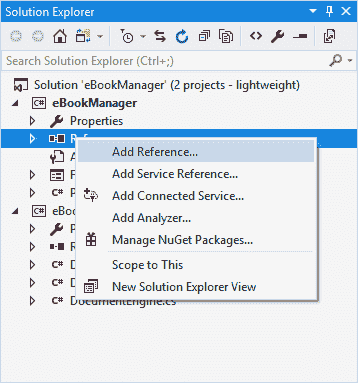 Solution Explorer
Search Solution Explorer (Ctrl+;)
Solution 'eBookManager' (2 projects - lightweight)
C# eBookManager
Properties
Ref
Add Reference...
Add Service Reference...
Add Connected Service...
Add Analyzer...
Manage NuGet Packages...
Scope to This
New Solution Explorer View
A
F
C# P
C# eBo
P
R
C# D
C# D
C# DocumentEngine.cs